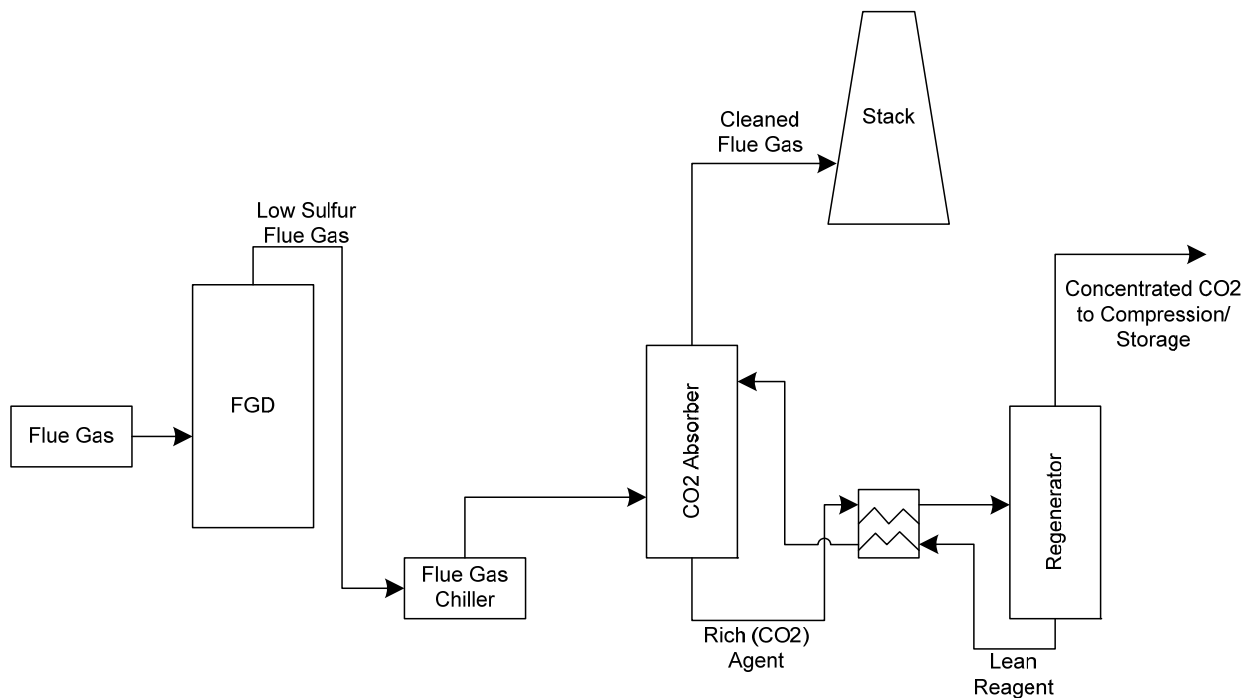 Stack
Cleaned
Flue Gas
Low Sulfur
Flue Gas
Concentrated CO2
to Compression/
Storage
Flue Gas
FGD
CO2 Absorber
Regenerator
Flue Gas
Chiller
Rich (CO2)
Agent
Lean
Reagent